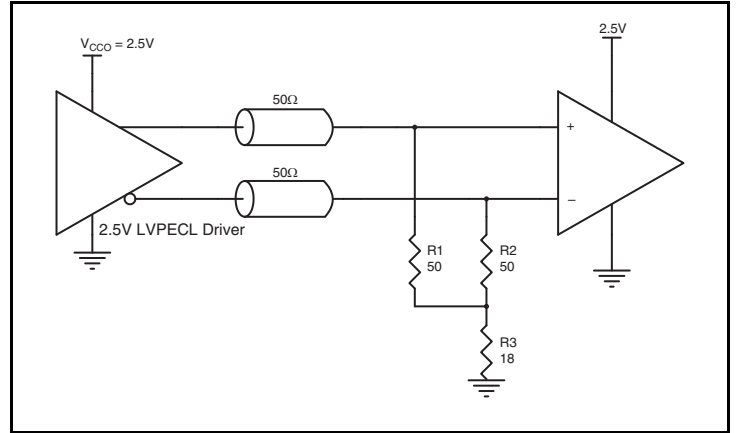 V_CCO = 2.5V
2.5V
50Ω
+
50Ω
–
2.5V LVPECL Driver
R1
50
R2
50
R3
18